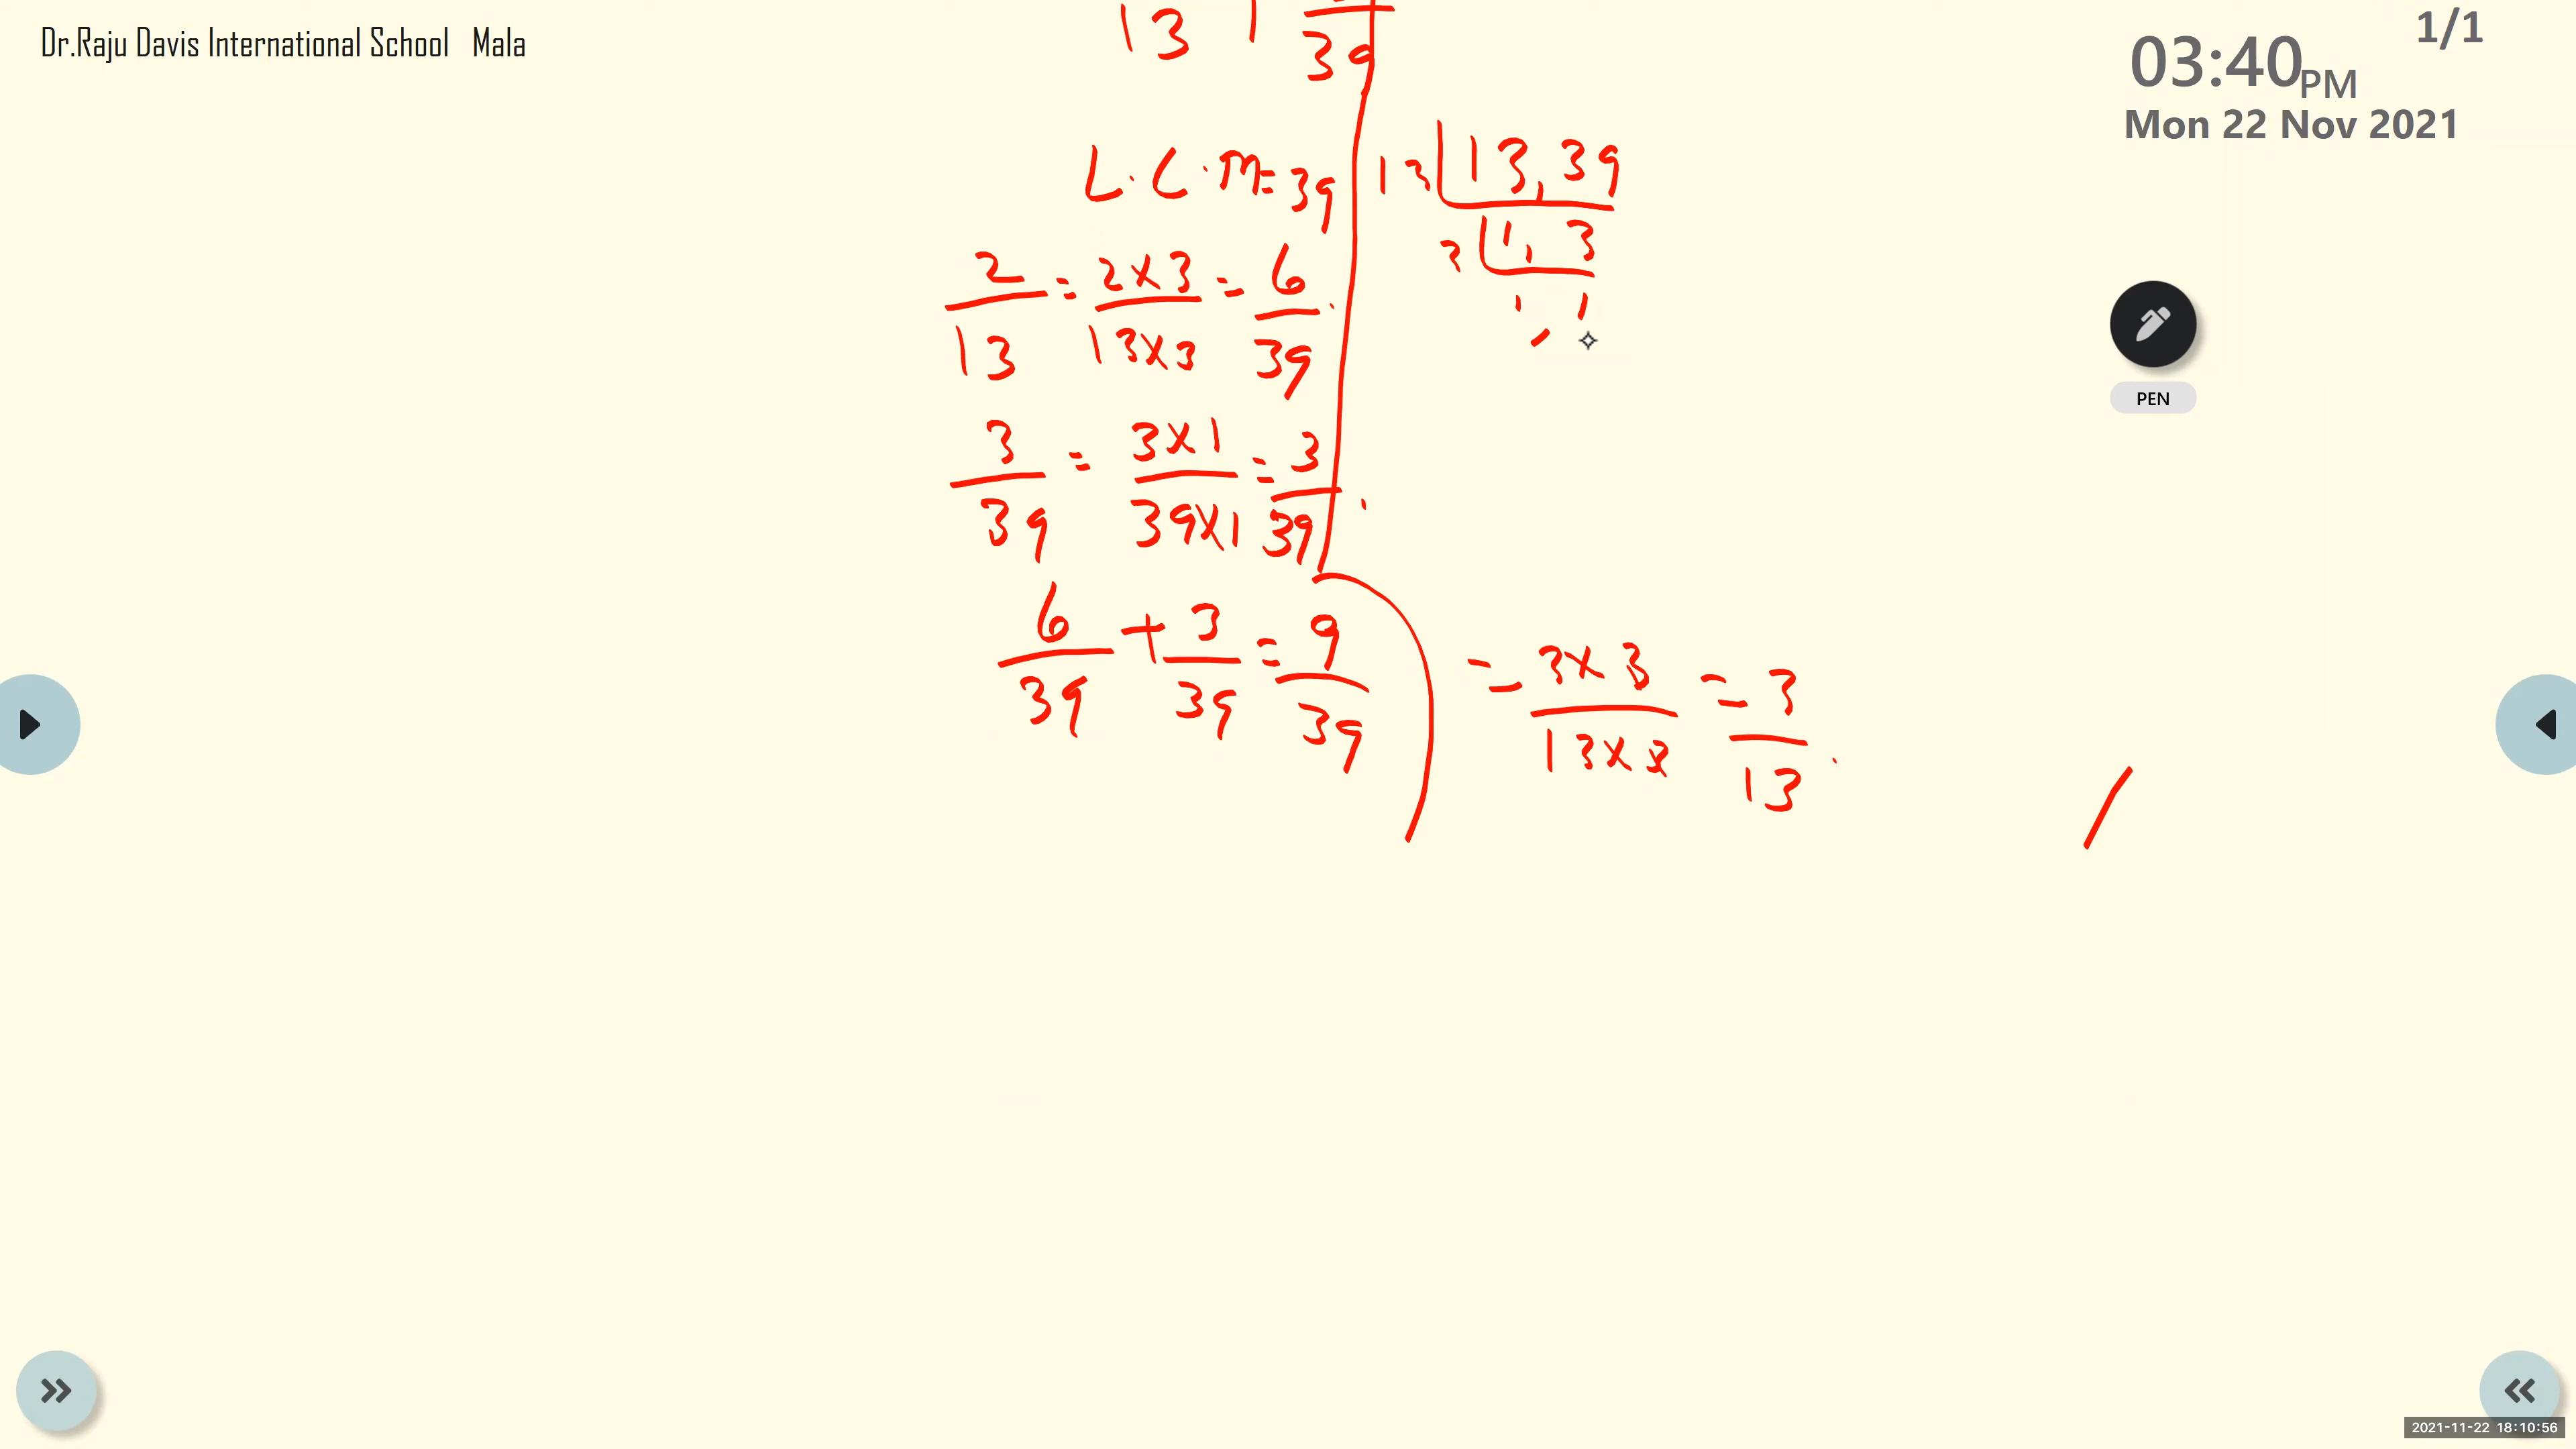 Dr.Raju Davis International School Mala
1/1
03:40PM
Mon 22 Nov 2021
13 39
L.C.M=39
13 | 13, 39
3 | 1, 3
1, 1
2/13 = 2×3/13×3 = 6/39
3/39 = 3×1/39×1 = 3/39
6/39 + 3/39 = 9/39
= 3×3/13×3 = 3/13
PEN
2021-11-22 18:10:56